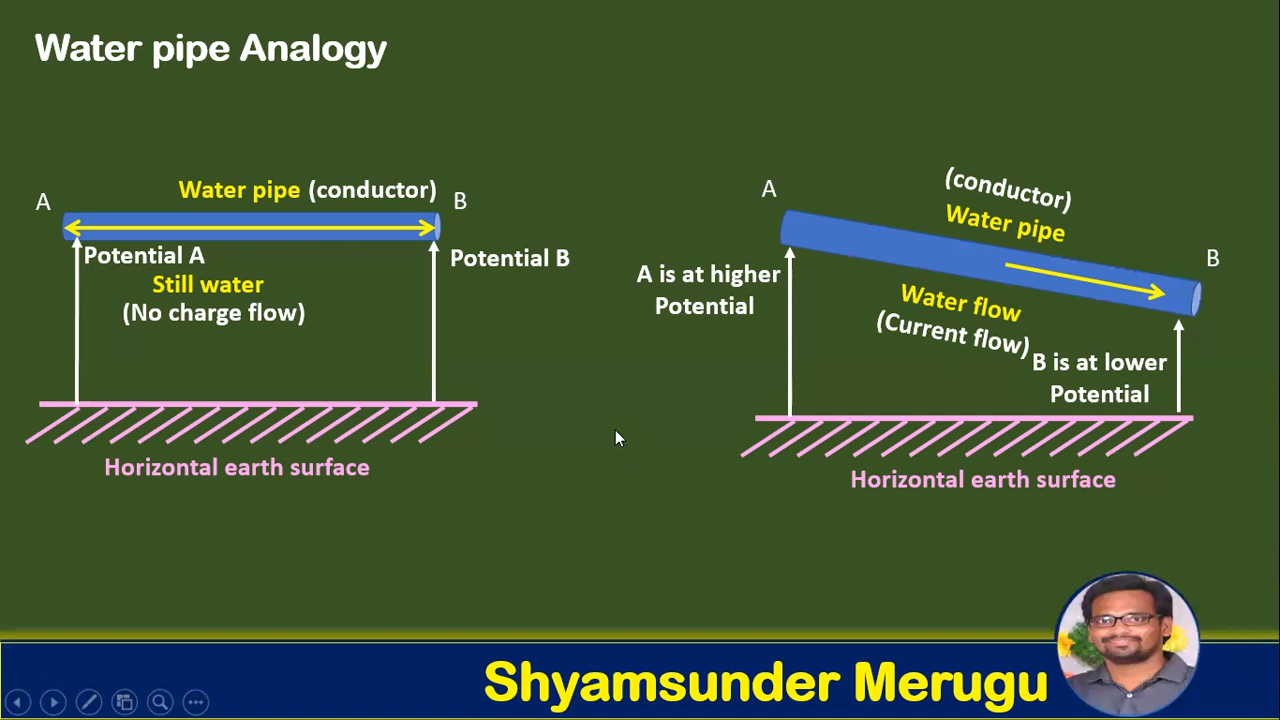 Water pipe Analogy
A
Water pipe (conductor)
B
Potential A
Potential B
Still water
(No charge flow)
Horizontal earth surface
A
(conductor)
Water pipe
B
A is at higher
Potential
Water flow
(Current flow)
B is at lower
Potential
Horizontal earth surface
Shyamsunder Merugu